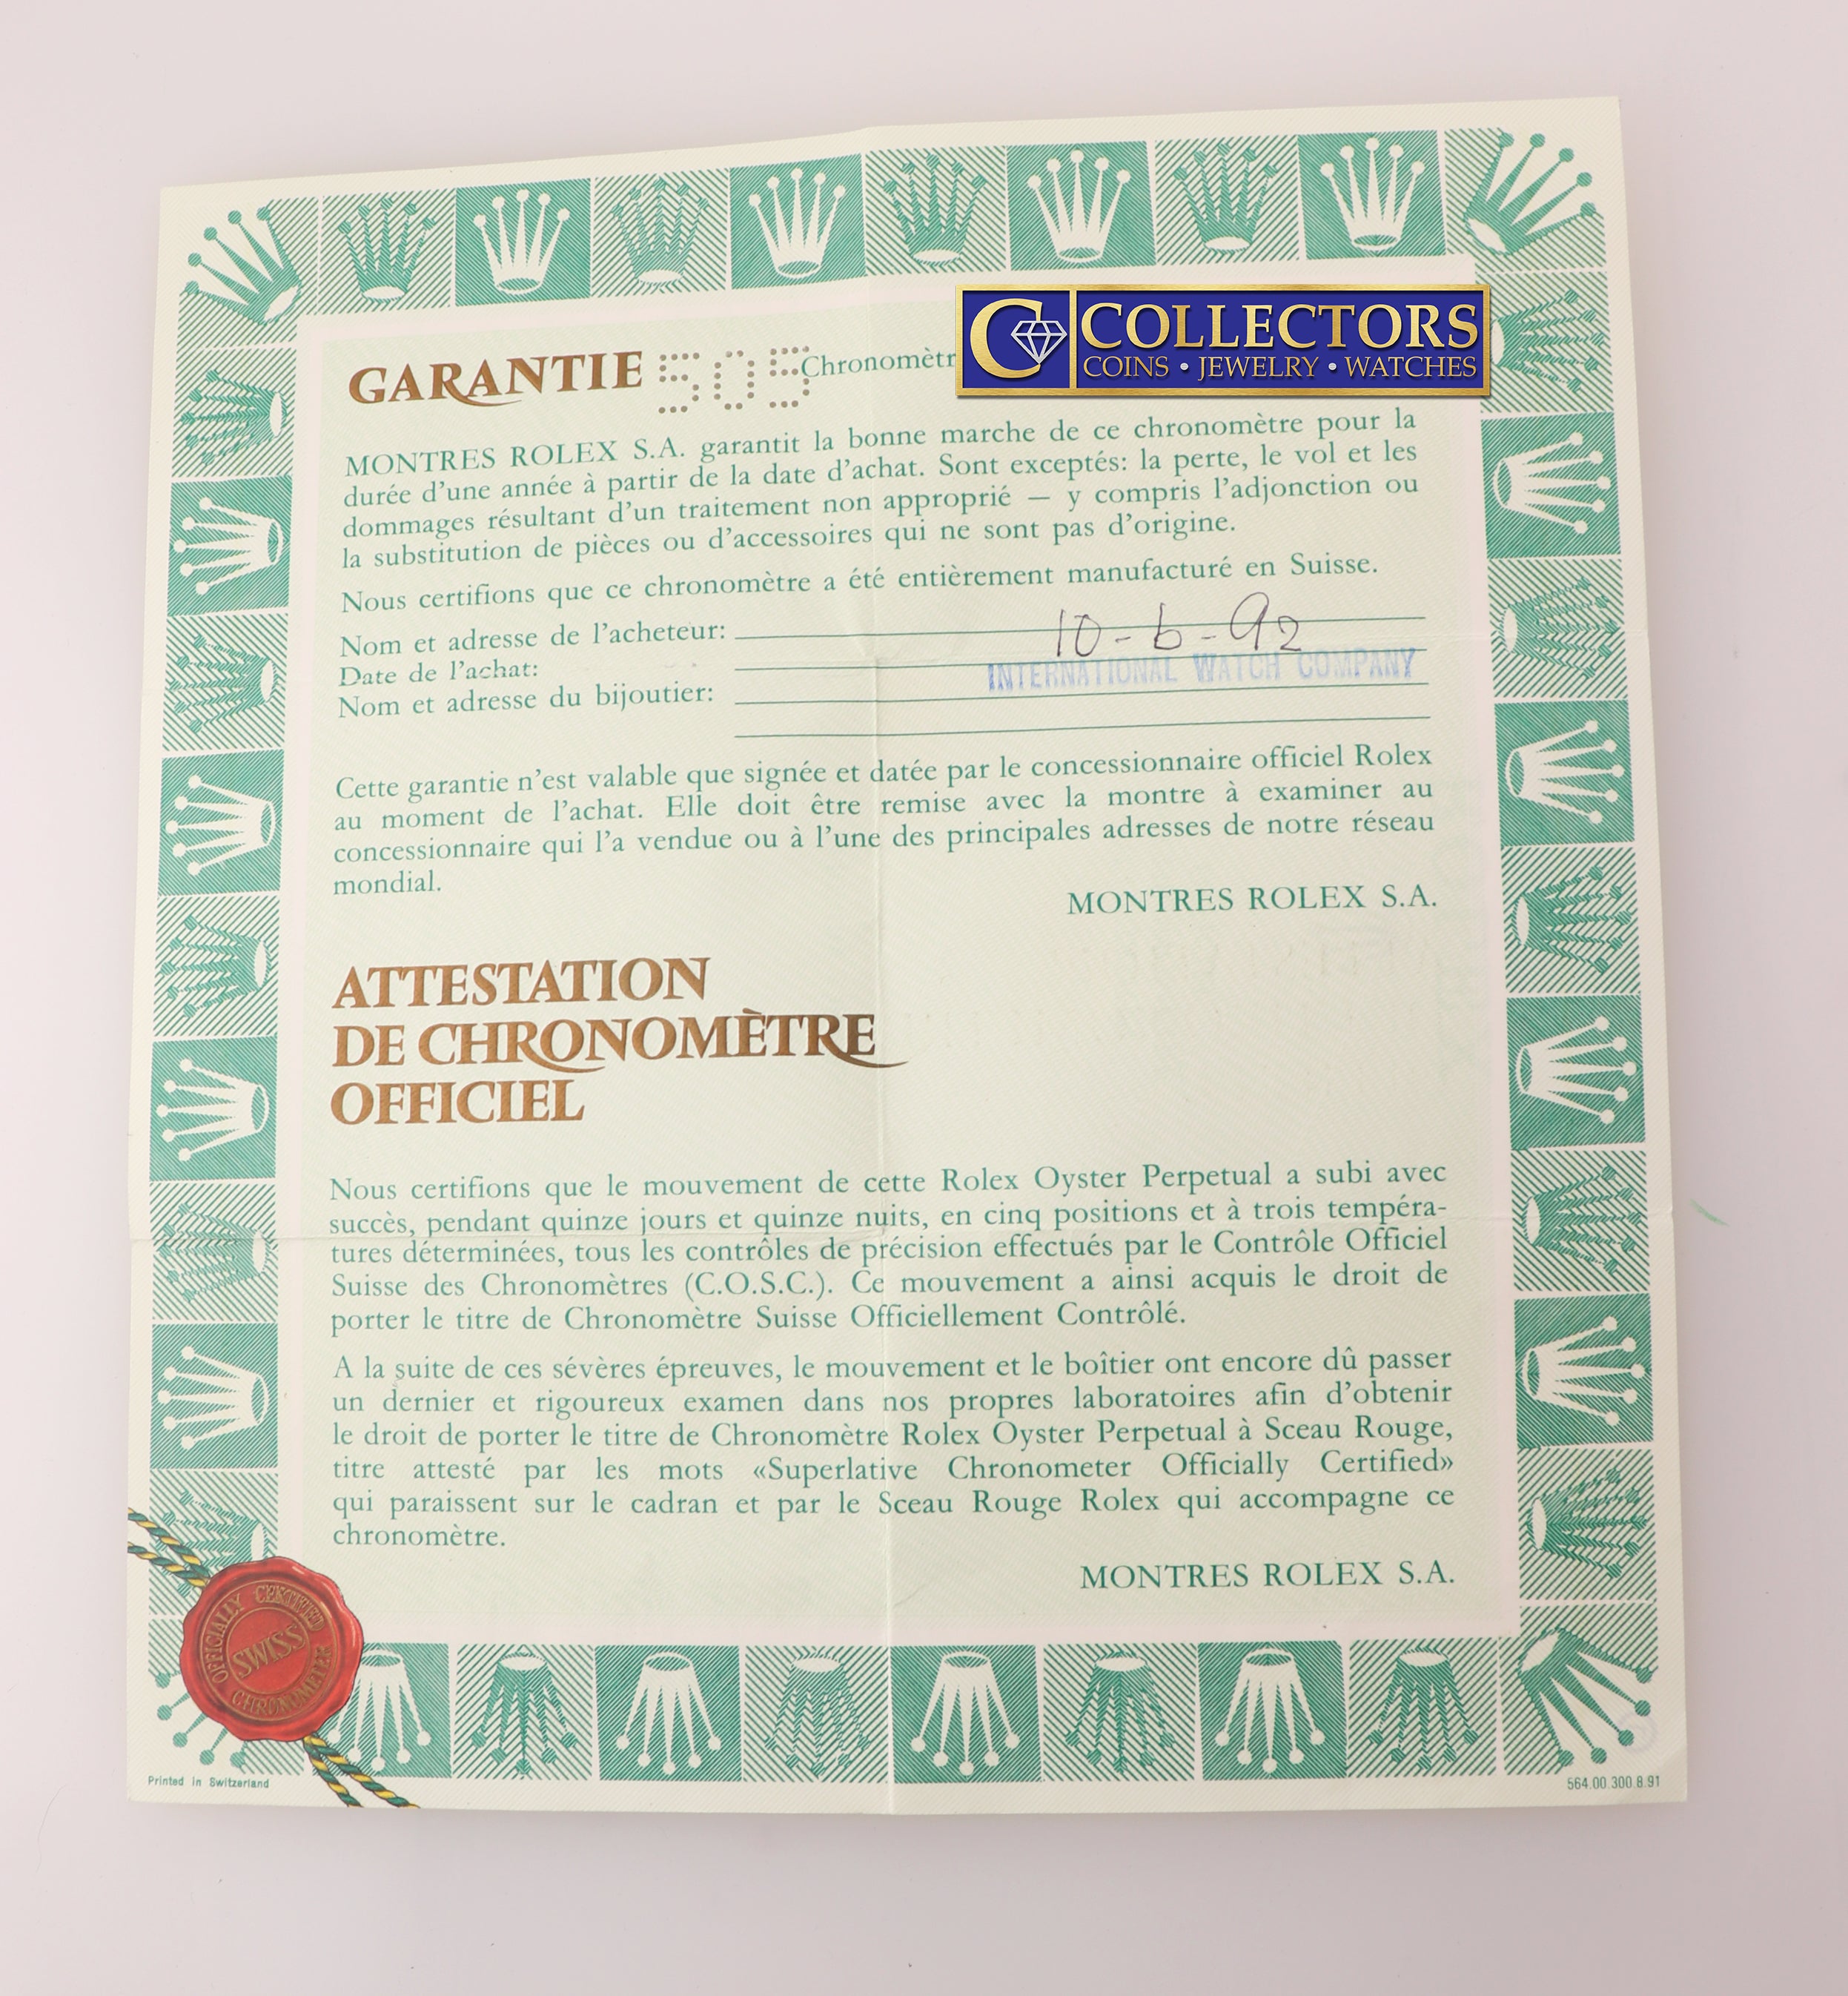 GARANTIE 505 Chronomètr
COLLECTORS
COINS • JEWELRY • WATCHES
MONTRES ROLEX S.A. garantit la bonne marche de ce chronomètre pour la
durée d'une année à partir de la date d'achat. Sont exceptés: la perte, le vol et les
dommages résultant d'un traitement non approprié — y compris l'adjonction ou
la substitution de pièces ou d'accessoires qui ne sont pas d'origine.
Nous certifions que ce chronomètre a été entièrement manufacturé en Suisse.
Nom et adresse de l'acheteur:
Date de l'achat: 10-6-92
Nom et adresse du bijoutier: INTERNATIONAL WATCH COMPANY
Cette garantie n'est valable que signée et datée par le concessionnaire officiel Rolex
au moment de l'achat. Elle doit être remise avec la montre à examiner au
concessionnaire qui l'a vendue ou à l'une des principales adresses de notre réseau
mondial.
MONTRES ROLEX S.A.
ATTESTATION
DE CHRONOMÈTRE
OFFICIEL
Nous certifions que le mouvement de cette Rolex Oyster Perpetual a subi avec
succès, pendant quinze jours et quinze nuits, en cinq positions et à trois tempéra-
tures déterminées, tous les contrôles de précision effectués par le Contrôle Officiel
Suisse des Chronomètres (C.O.S.C.). Ce mouvement a ainsi acquis le droit de
porter le titre de Chronomètre Suisse Officiellement Contrôlé.
A la suite de ces sévères épreuves, le mouvement et le boîtier ont encore dû passer
un dernier et rigoureux examen dans nos propres laboratoires afin d'obtenir
le droit de porter le titre de Chronomètre Rolex Oyster Perpetual à Sceau Rouge,
titre attesté par les mots «Superlative Chronometer Officially Certified»
qui paraissent sur le cadran et par le Sceau Rouge Rolex qui accompagne ce
chronomètre.
MONTRES ROLEX S.A.
OFFICIALLY CERTIFIED
SWISS
CHRONOMETER
Printed in Switzerland
564.00.300.8.91